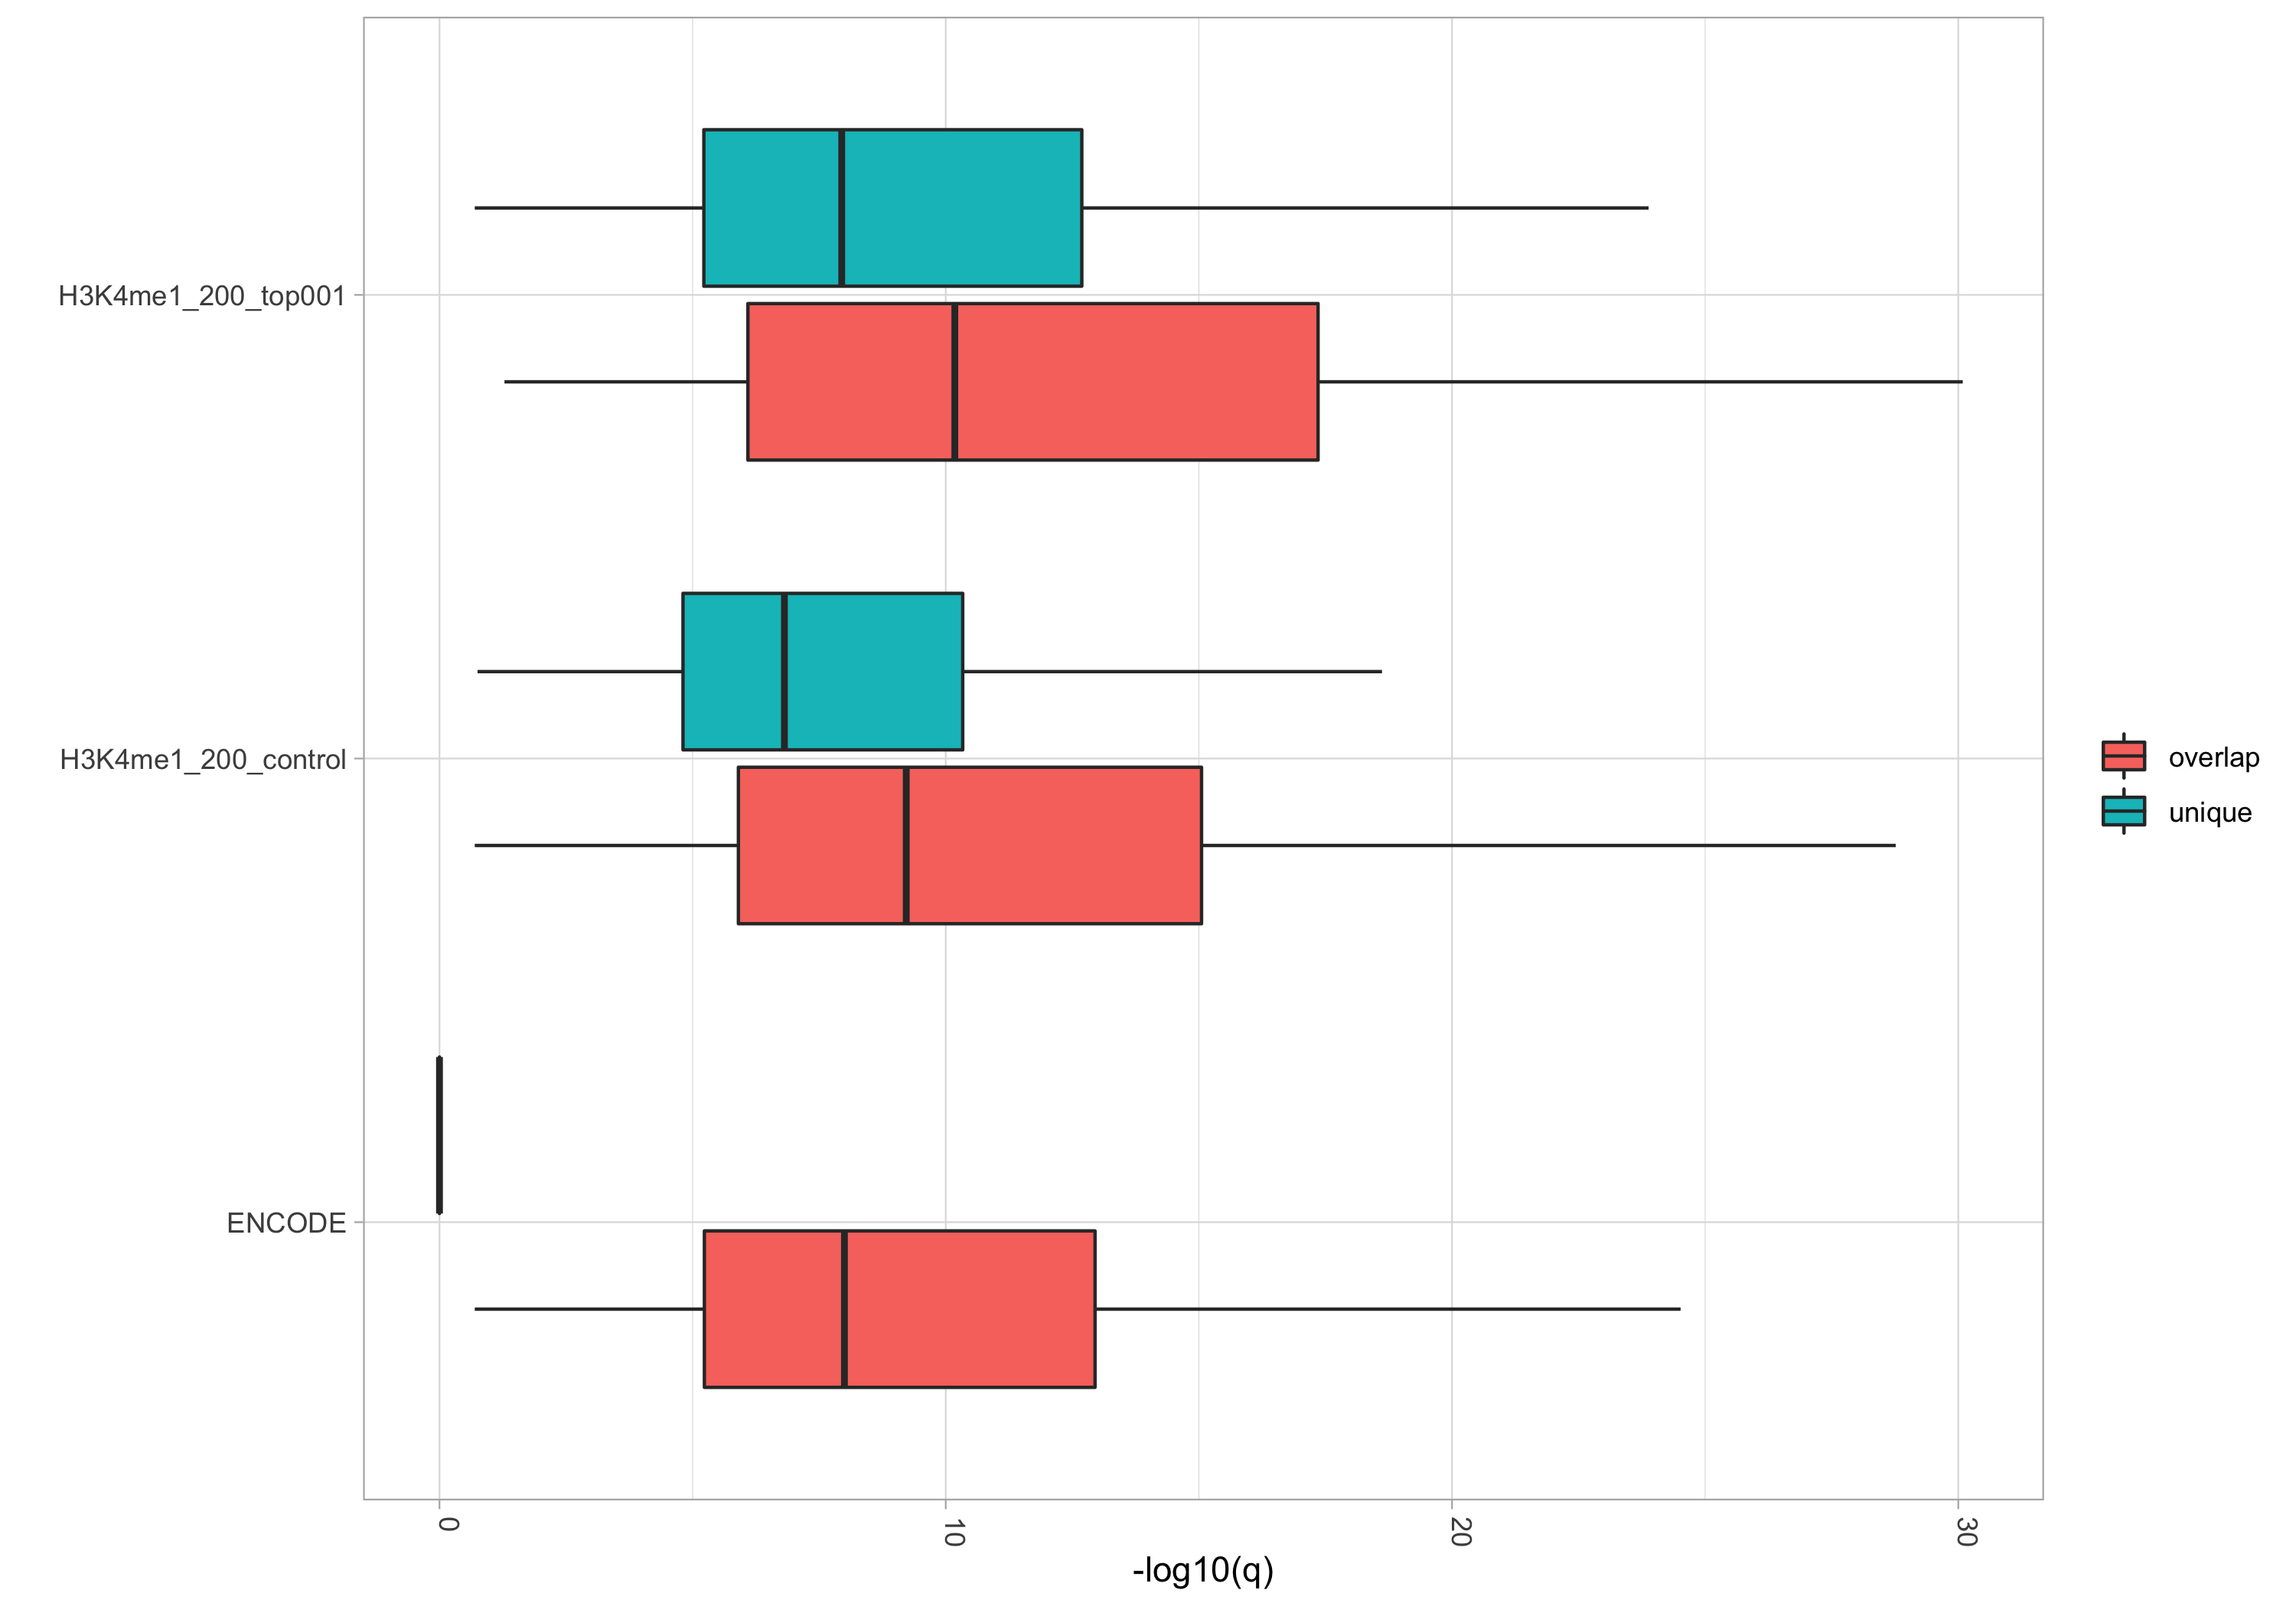 H3K4me1_200_top001
H3K4me1_200_control
ENCODE
0
10
20
30
-log10(q)
overlap
unique